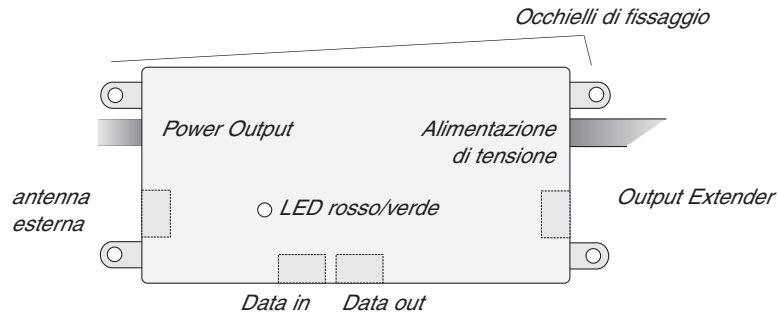 Occhielli di fissaggio
Power Output
Alimentazione
di tensione
antenna
esterna
LED rosso/verde
Output Extender
Data in
Data out